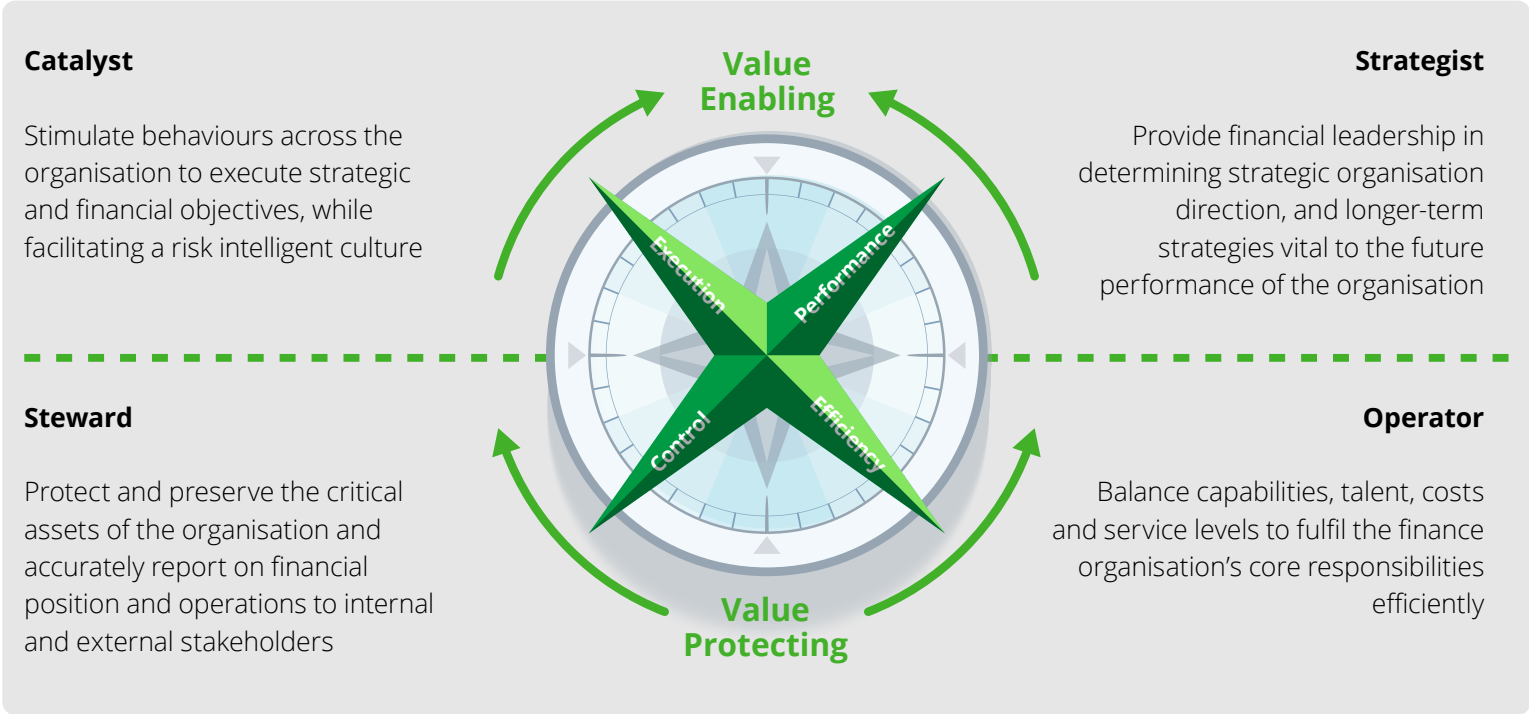 Catalyst
Stimulate behaviours across the
organisation to execute strategic
and financial objectives, while
facilitating a risk intelligent culture
Value
Enabling
Strategist
Provide financial leadership in
determining strategic organisation
direction, and longer-term
strategies vital to the future
performance of the organisation
Execution
Performance
Control
Efficiency
Steward
Protect and preserve the critical
assets of the organisation and
accurately report on financial
position and operations to internal
and external stakeholders
Value
Protecting
Operator
Balance capabilities, talent, costs
and service levels to fulfil the finance
organisation’s core responsibilities
efficiently